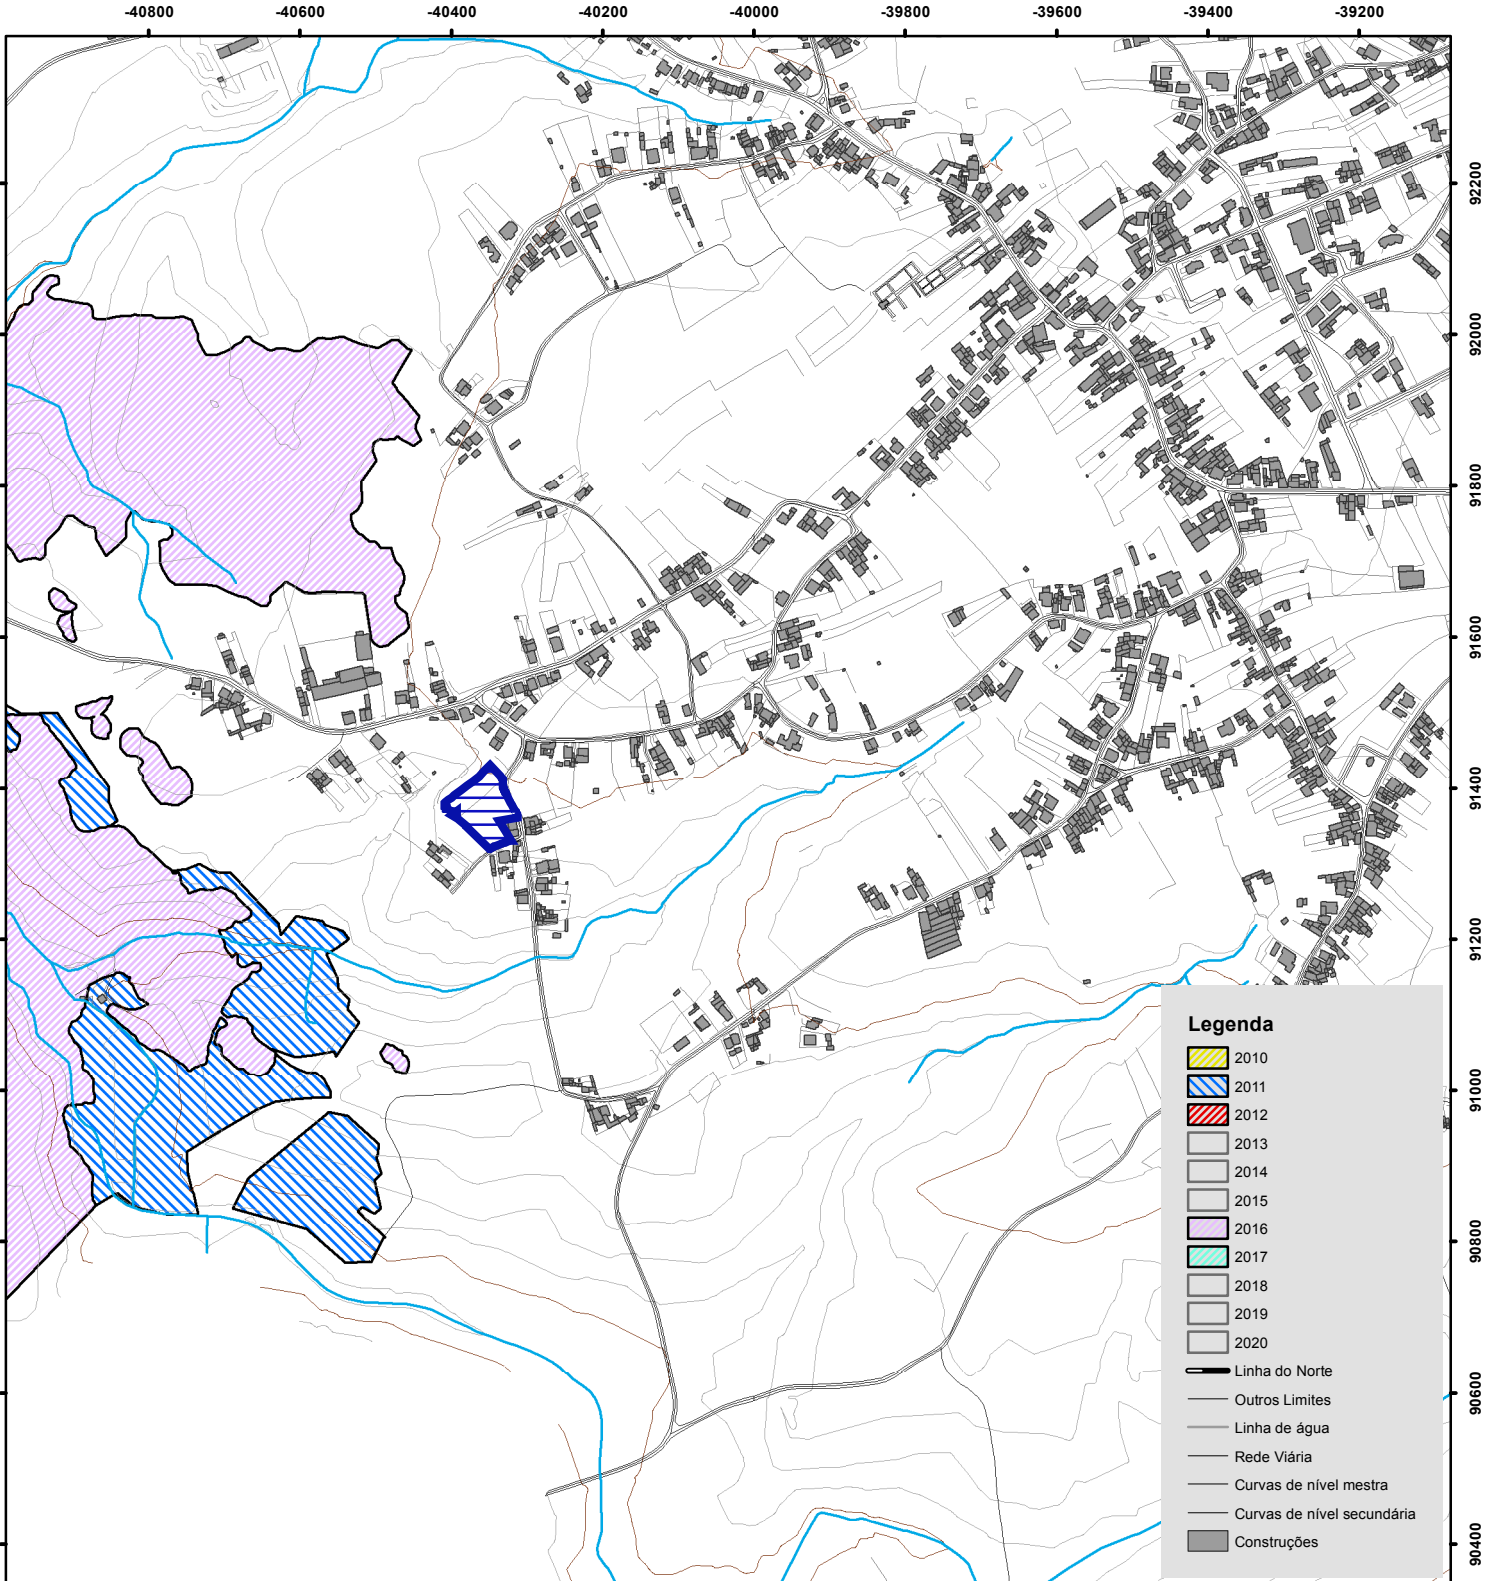 -40800 -40600 -40400 -40200 -40000 -39800 -39600 -39400 -39200
92200
92000
91800
91600
91400
91200
91000
90800
90600
90400
Legenda
2010
2011
2012
2013
2014
2015
2016
2017
2018
2019
2020
Linha do Norte
Outros Limites
Linha de água
Rede Viária
Curvas de nível mestra
Curvas de nível secundária
Construções